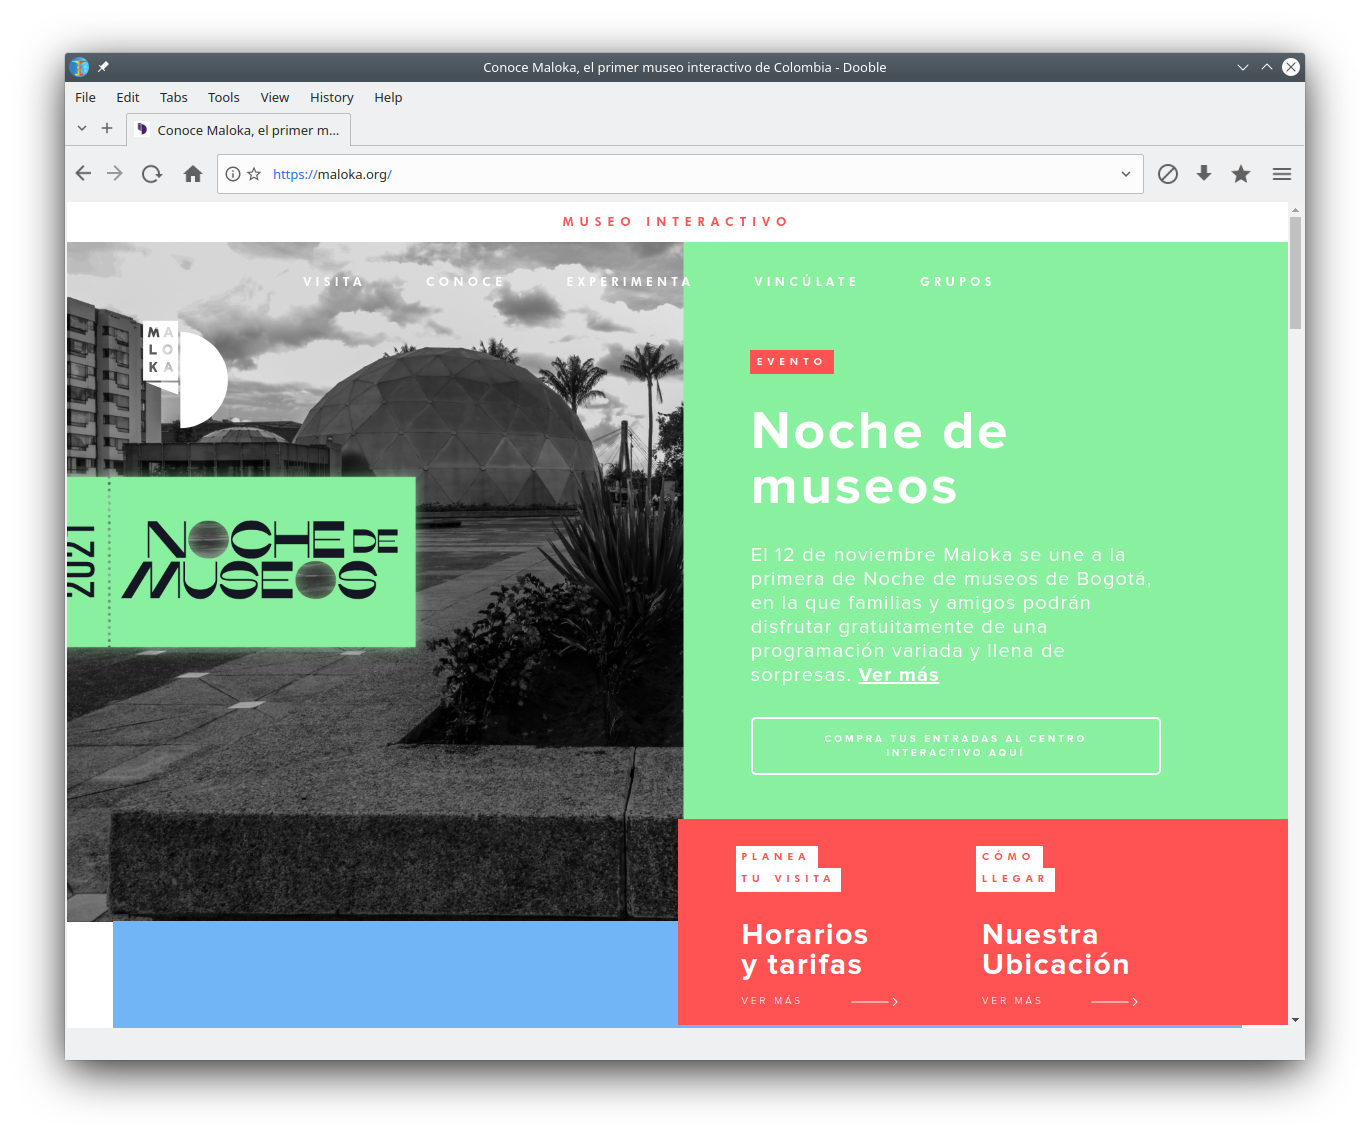 Conoce Maloka, el primer museo interactivo de Colombia - Dooble
File Edit Tabs Tools View History Help
Conoce Maloka, el primer m...
https://maloka.org/
MUSEO INTERACTIVO
VISITA CONOCE EXPERIMENTA VINCÚLATE GRUPOS
MA
LO
KA
2021
NOCHE DE
MUSEOS
EVENTO
Noche de
museos
El 12 de noviembre Maloka se une a la
primera de Noche de museos de Bogotá,
en la que familias y amigos podrán
disfrutar gratuitamente de una
programación variada y llena de
sorpresas. Ver más
COMPRA TUS ENTRADAS AL CENTRO
INTERACTIVO AQUÍ
PLANEA
TU VISITA
Horarios
y tarifas
VER MÁS
CÓMO
LLEGAR
Nuestra
Ubicación
VER MÁS